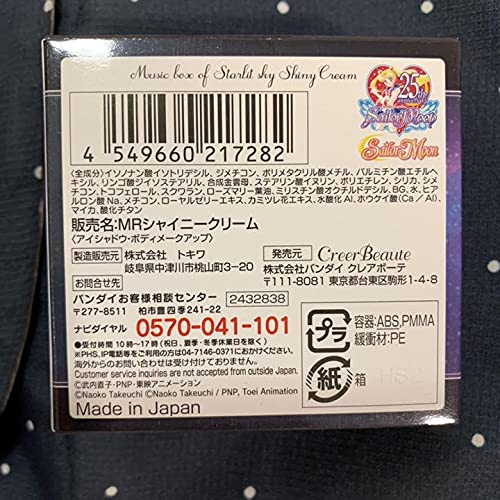 Music box of Starlit sky Shiny Cream
4 549660 217282
25th
Sailor Moon
Sailor Moon
〈全成分〉イソノナン酸イソトリデシル、ジメチコン、ポリメタクリル酸メチル、パルミチン酸エチルヘ
キシル、リンゴ酸ジイソステアリル、合成金雲母、ステアリン酸イヌリン、ポリエチレン、シリカ、シメ
チコン、トコフェロール、スクワラン、ローズマリー葉油、ミリスチン酸オクチルドデシル、BG、水、ヒア
ルロン酸Na、メチコン、ローヤルゼリーエキス、カミツレ花エキス、水酸化Al、ホウケイ酸(Ca/Al)、
マイカ、酸化チタン
販売名:MRシャイニークリーム
〈アイシャドウ・ボディメークアップ〉
製造販売元 株式会社 トキワ
岐阜県中津川市桃山町3-20
発売元 CreerBeaute
株式会社バンダイ クレアボーテ
〒111-8081 東京都台東区駒形1-4-8
お問合せ先
バンダイお客様相談センター 2432838
〒277-8511 柏市豊四季241-22
ナビダイヤル 0570-041-101
●受付時間 10時〜17時(祝日、夏季・冬季休業日を除く)
※PHS、IP電話等をご利用の方は04-7146-0371におかけください。
海外からのお問い合わせは受け付けておりません。
Customer service inquiries are not accepted from outside Japan.
©武内直子・PNP・東映アニメーション
©Naoko Takeuchi ©Naoko Takeuchi / PNP, Toei Animation
Made in Japan
プラ
容器:ABS,PMMA
緩衝材:PE
紙
箱